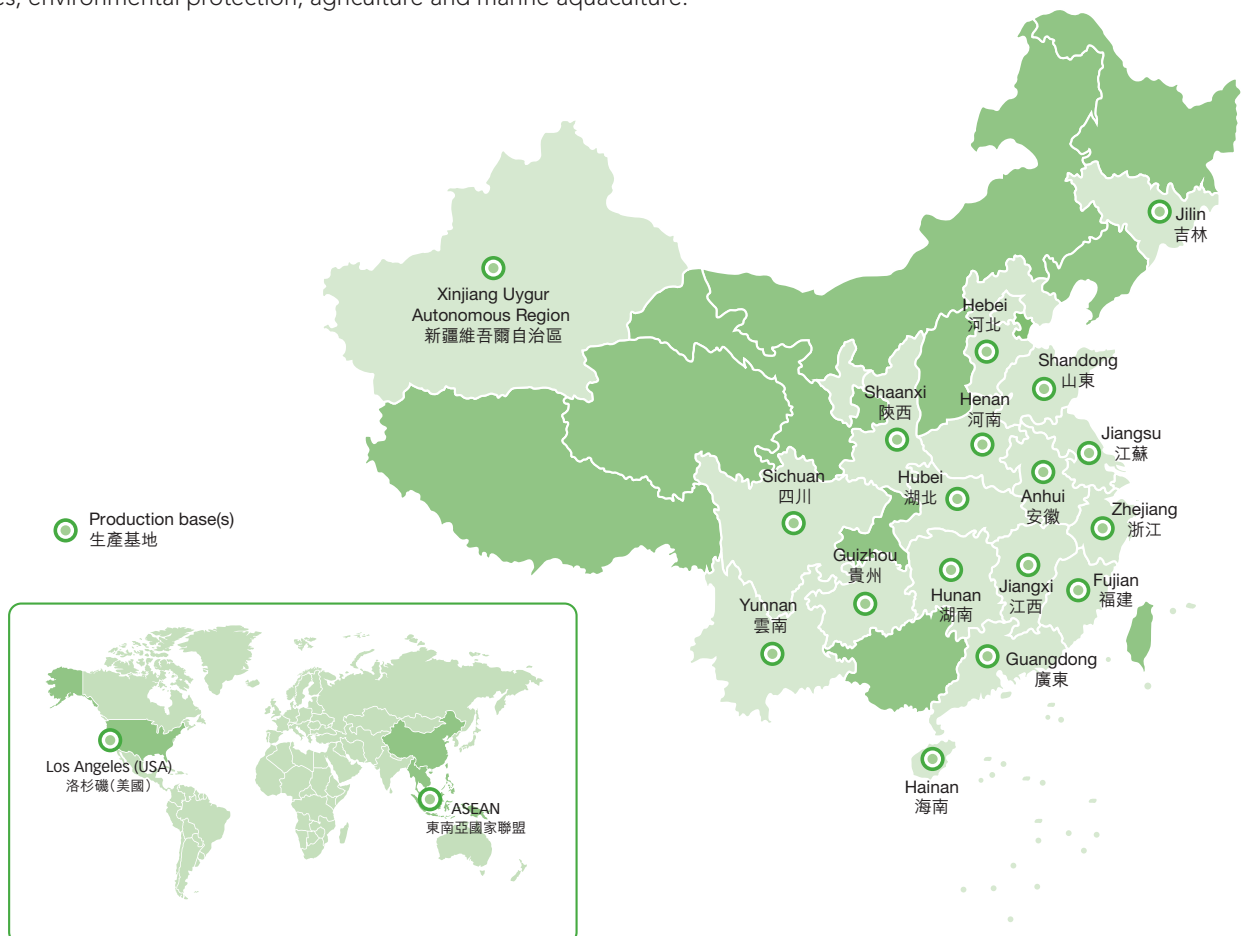 es, environmental protection, agriculture and marine aquaculture.
Jilin
吉林
Xinjiang Uygur
Autonomous Region
新疆維吾爾自治區
Hebei
河北
Shandong
山東
Shaanxi
陝西
Henan
河南
Jiangsu
江蘇
Sichuan
四川
Hubei
湖北
Anhui
安徽
Zhejiang
浙江
Production base(s)
生產基地
Guizhou
貴州
Hunan
湖南
Jiangxi
江西
Fujian
福建
Yunnan
雲南
Guangdong
廣東
Hainan
海南
Los Angeles (USA)
洛杉磯(美國)
ASEAN
東南亞國家聯盟